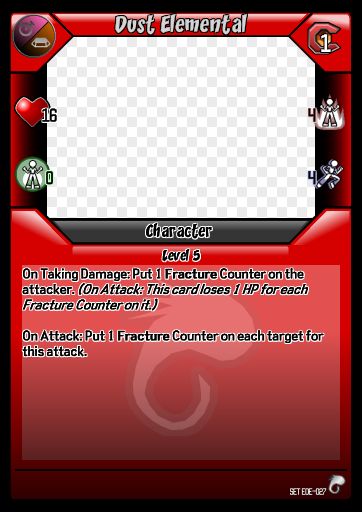 Dust Elemental
1
16
4
0
4
Character
Level 5
On Taking Damage: Put 1 Fracture Counter on the
attacker. (On Attack: This card loses 1 HP for each
Fracture Counter on it.)
On Attack: Put 1 Fracture Counter on each target for
this attack.
SET EOE-027